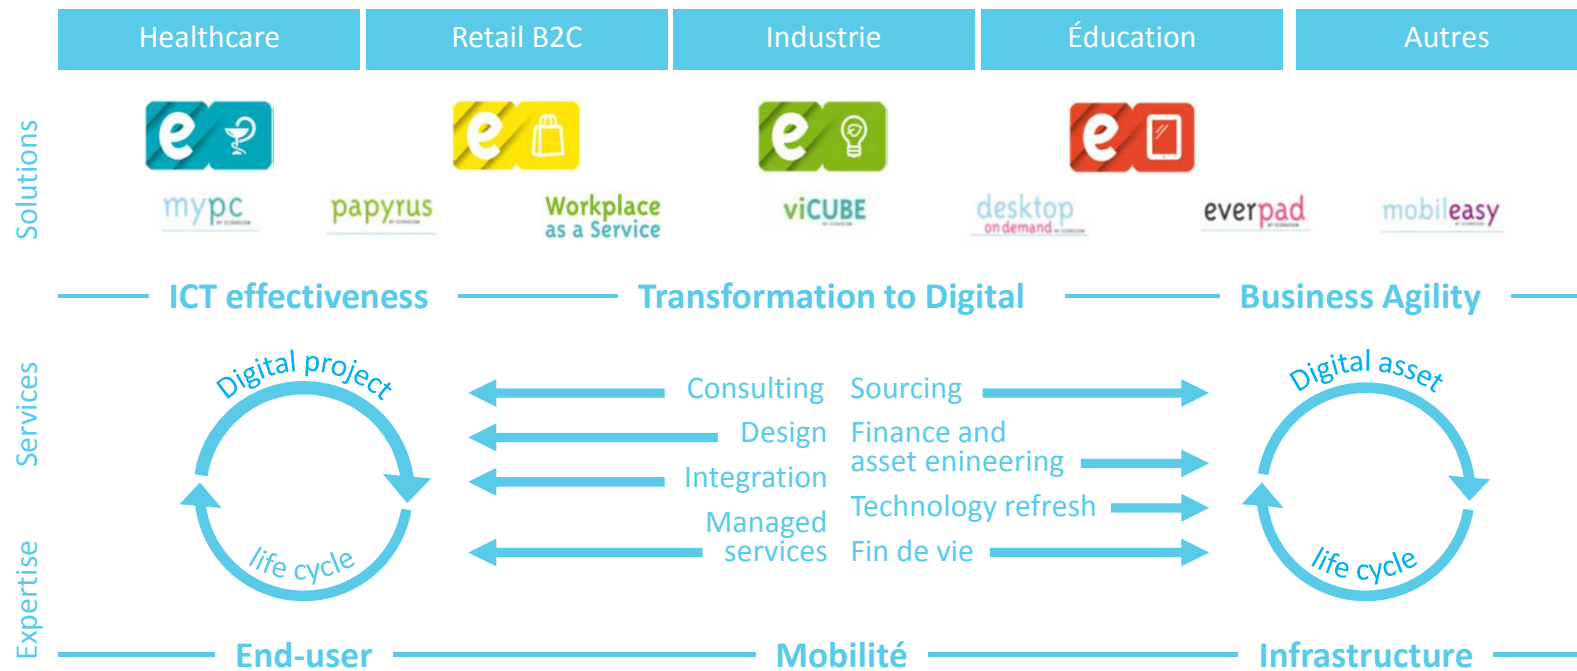 Healthcare
Retail B2C
Industrie
Éducation
Autres
Solutions
e
e
e
e
mypc
papyrus
Workplace
as a Service
viCUBE
desktop
on demand
everpad
mobileasy
ICT effectiveness
Transformation to Digital
Business Agility
Services
Digital project
life cycle
Consulting
Design
Integration
Managed
services
Sourcing
Finance and
asset enineering
Technology refresh
Fin de vie
Digital asset
life cycle
Expertise
End-user
Mobilité
Infrastructure